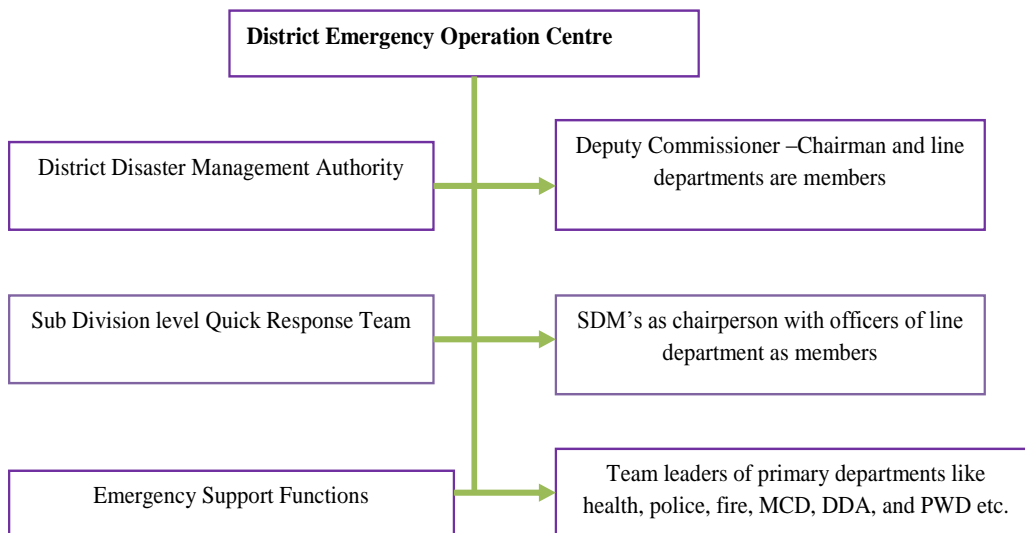 District Emergency Operation Centre
District Disaster Management Authority
Deputy Commissioner –Chairman and line
departments are members
Sub Division level Quick Response Team
SDM’s as chairperson with officers of line
department as members
Emergency Support Functions
Team leaders of primary departments like
health, police, fire, MCD, DDA, and PWD etc.